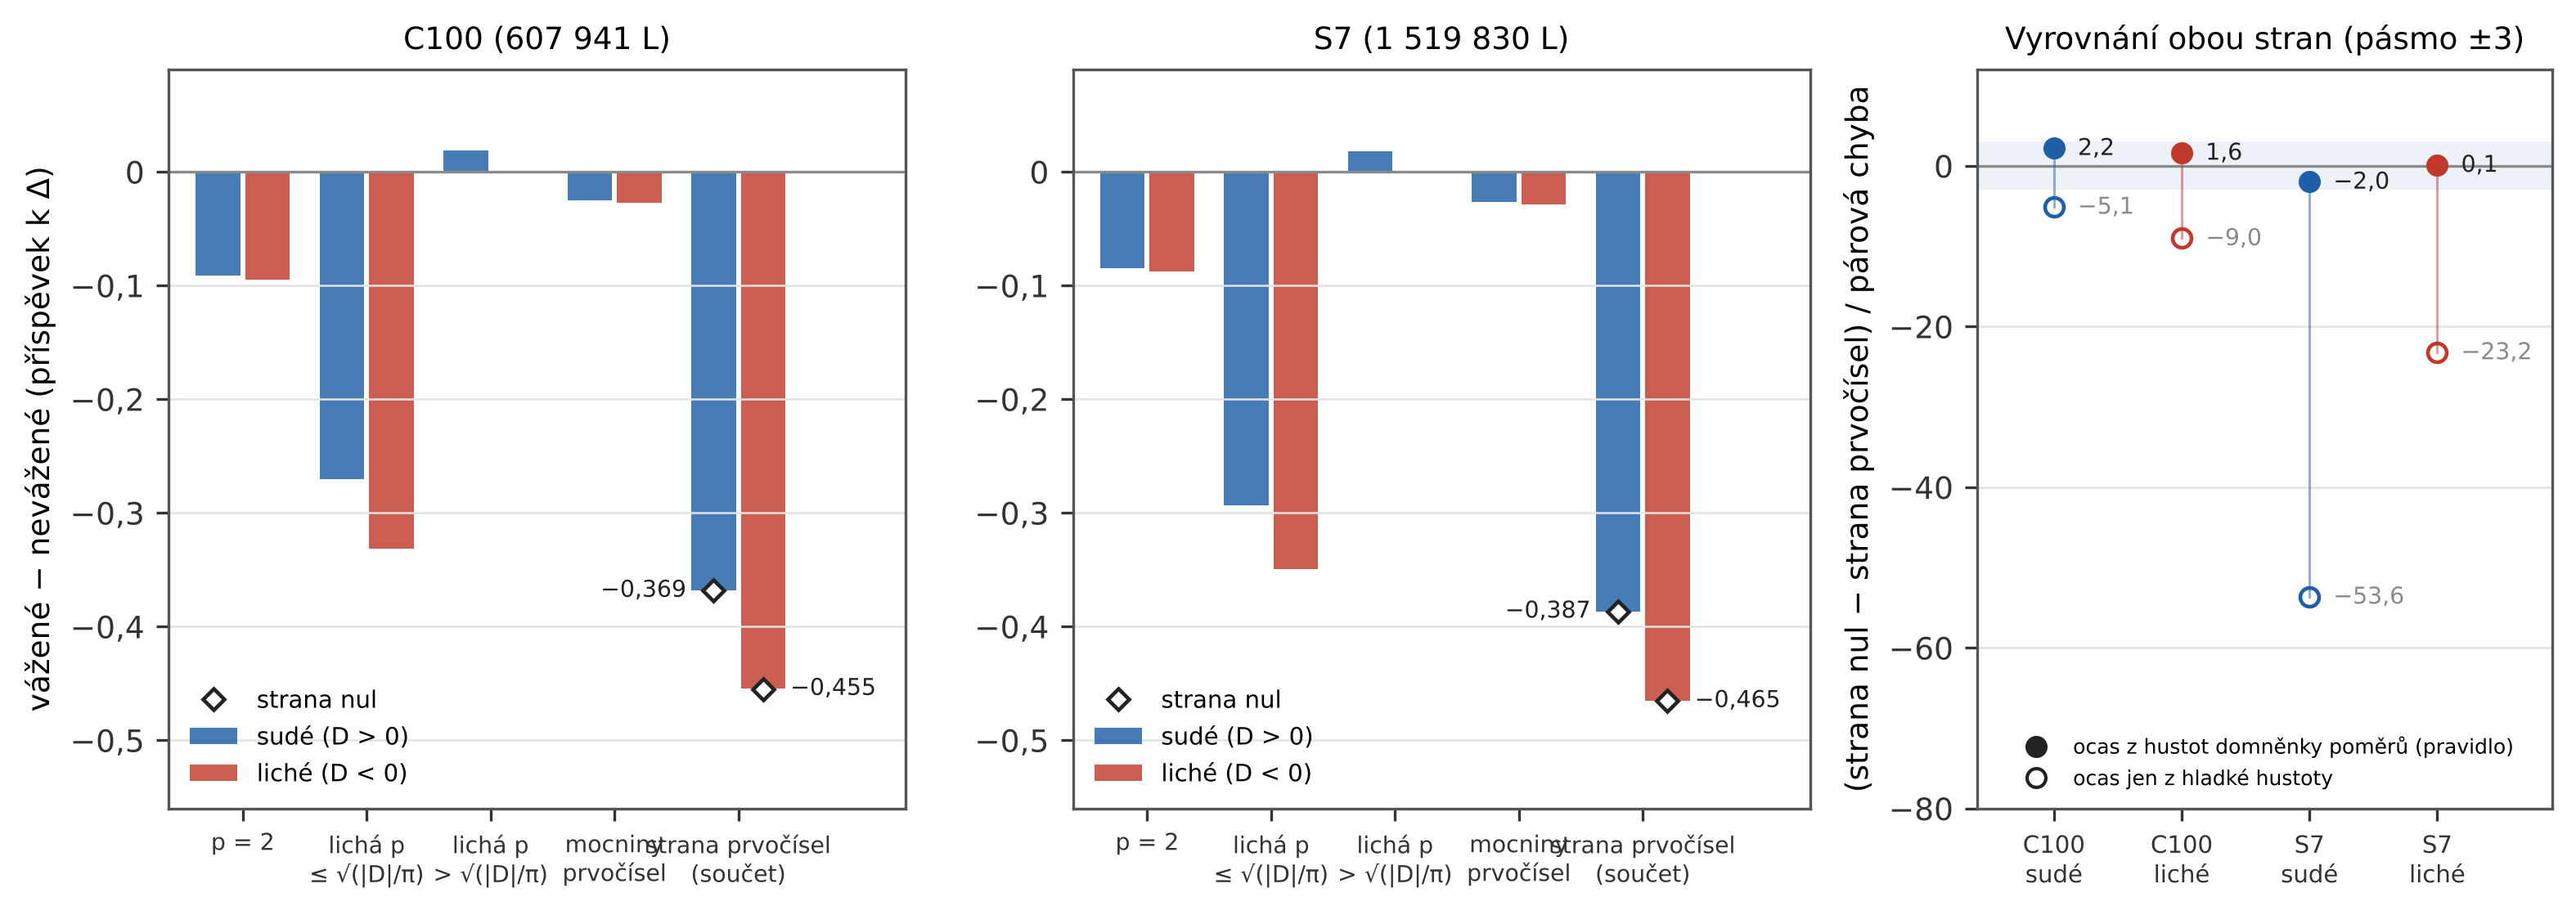 C100 (607 941 L)
vážené − nevážené (příspěvek k Δ)
0
−0,1
−0,2
−0,3
−0,4
−0,5
−0,369
−0,455
strana nul
sudé (D > 0)
liché (D < 0)
p = 2
lichá p
≤ √(|D|/π)
lichá p
> √(|D|/π)
mocniny
prvočísel
strana prvočísel
(součet)
S7 (1 519 830 L)
0
−0,1
−0,2
−0,3
−0,4
−0,5
−0,387
−0,465
strana nul
sudé (D > 0)
liché (D < 0)
p = 2
lichá p
≤ √(|D|/π)
lichá p
> √(|D|/π)
mocniny
prvočísel
strana prvočísel
(součet)
Vyrovnání obou stran (pásmo ±3)
(strana nul − strana prvočísel) / párová chyba
0
−20
−40
−60
−80
2,2
−5,1
1,6
−9,0
−2,0
−53,6
0,1
−23,2
ocas z hustot domněnky poměrů (pravidlo)
ocas jen z hladké hustoty
C100
sudé
C100
liché
S7
sudé
S7
liché